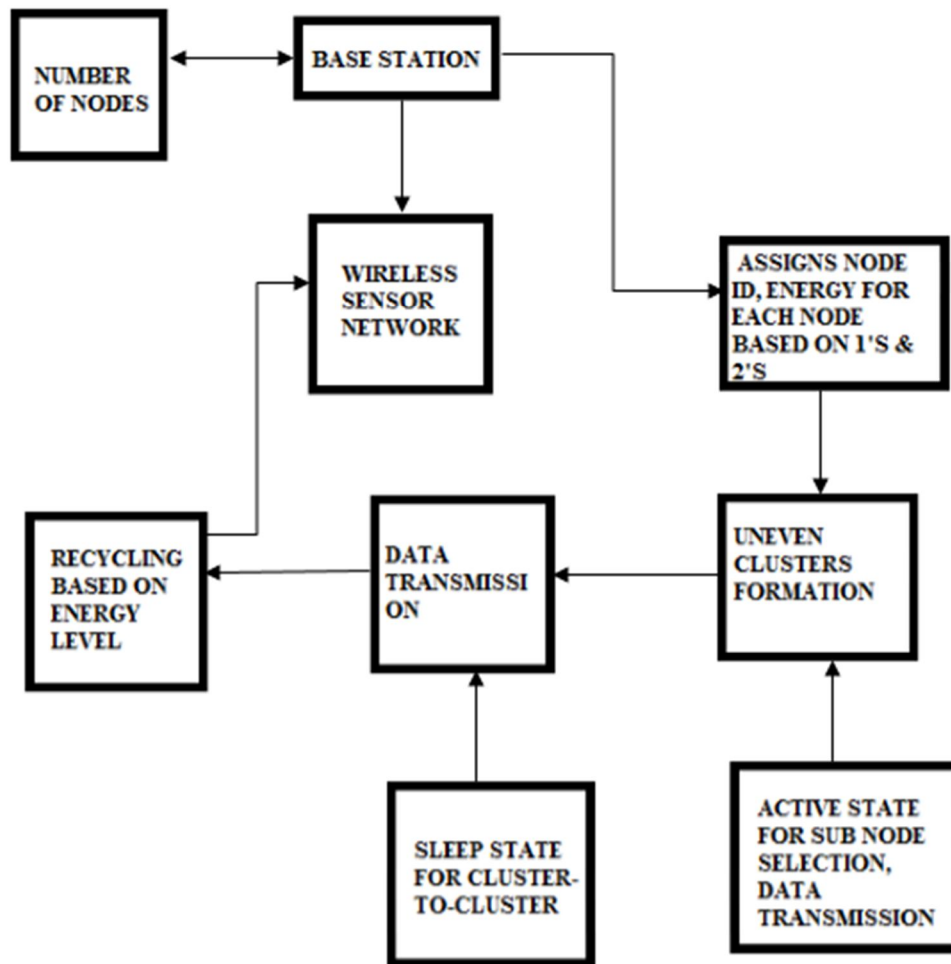 NUMBER
OF NODES
BASE STATION
WIRELESS
SENSOR
NETWORK
ASSIGNS NODE
ID, ENERGY FOR
EACH NODE
BASED ON 1'S &
2'S
RECYCLING
BASED ON
ENERGY
LEVEL
DATA
TRANSMISSI
ON
UNEVEN
CLUSTERS
FORMATION
SLEEP STATE
FOR CLUSTER-
TO-CLUSTER
ACTIVE STATE
FOR SUB NODE
SELECTION,
DATA
TRANSMISSION